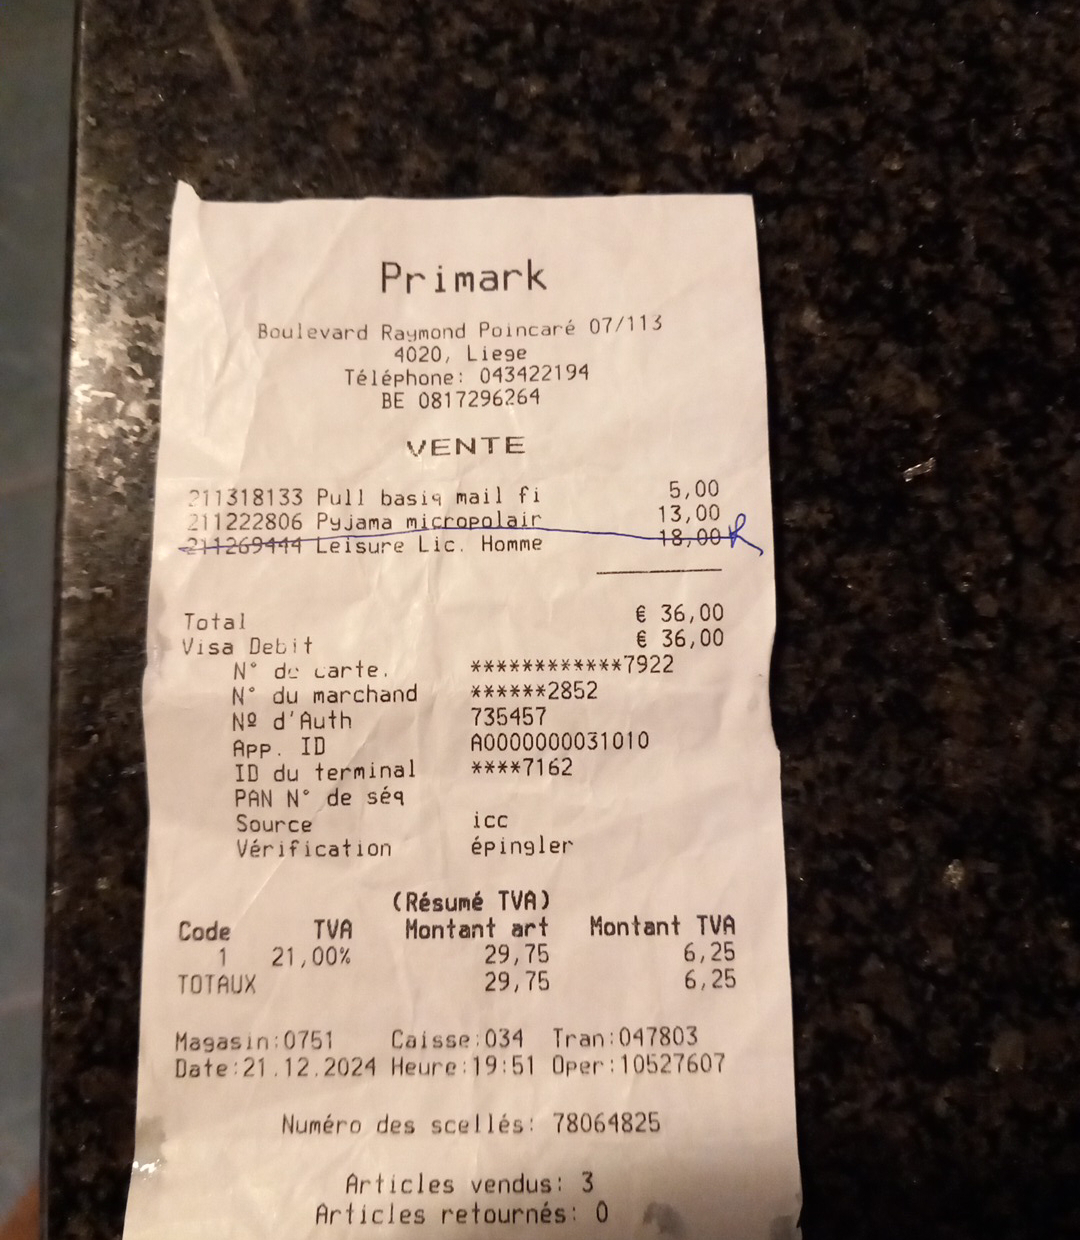 Primark
Boulevard Raymond Poincaré 07/113
4020, Liege
Téléphone: 043422194
BE 0817296264
VENTE
211318133 Pull basiq mail fi 5,00
211222806 Pyjama micropolair 13,00
211269444 Leisure Lic. Homme 18,00 R
Total € 36,00
Visa Debit € 36,00
N° de carte. ************7922
N° du marchand ******2852
Nº d'Auth 735457
App. ID A0000000031010
ID du terminal ****7162
PAN N° de séq
Source icc
Vérification épingler
(Résumé TVA)
Code TVA Montant art Montant TVA
1 21,00% 29,75 6,25
TOTAUX 29,75 6,25
Magasin:0751 Caisse:034 Tran:047803
Date:21.12.2024 Heure:19:51 Oper:10527607
Numéro des scellés: 78064825
Articles vendus: 3
Articles retournés: 0